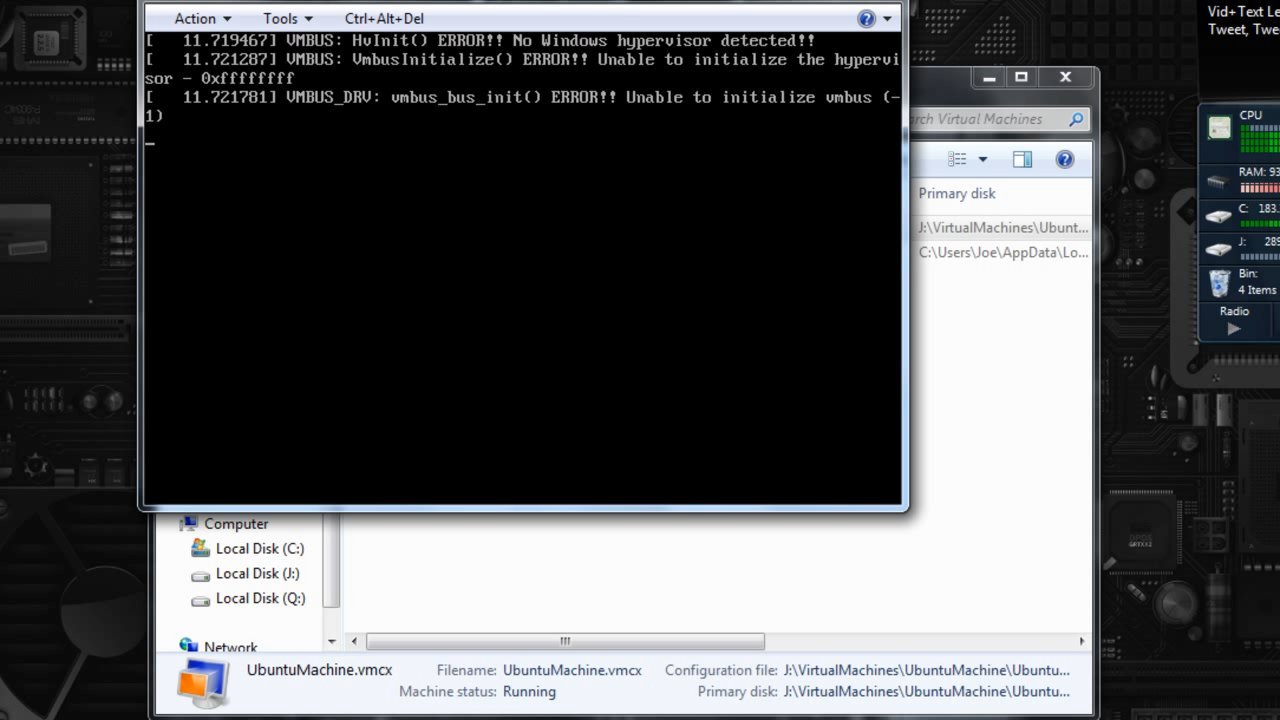 Action Tools Ctrl+Alt+Del
[   11.719467] VMBUS: HvInit() ERROR!! No Windows hypervisor detected!!
[   11.721287] VMBUS: VmbusInitialize() ERROR!! Unable to initialize the hypervi
sor - 0xffffffff
[   11.721781] VMBUS_DRV: vmbus_bus_init() ERROR!! Unable to initialize vmbus (-
1)
Virtual Machines
Primary disk
J:\VirtualMachines\Ubunt...
C:\Users\Joe\AppData\Lo...
Computer
Local Disk (C:)
Local Disk (J:)
Local Disk (Q:)
Network
UbuntuMachine.vmcx
Filename: UbuntuMachine.vmcx
Configuration file: J:\VirtualMachines\UbuntuMachine\Ubuntu...
Machine status: Running
Primary disk: J:\VirtualMachines\UbuntuMachine\Ubuntu...
Vid+Text Le
Tweet, Twe
CPU
RAM: 93
C: 183.
J: 289
Bin:
4 Items
Radio